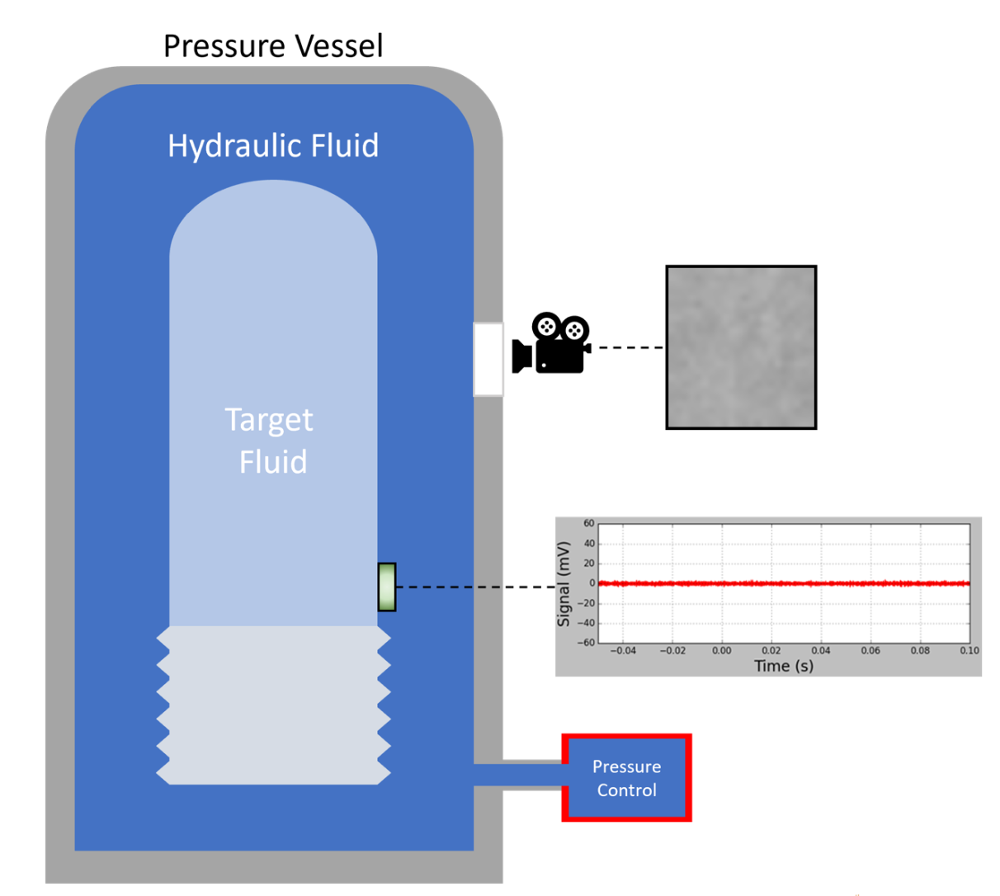 Pressure Vessel
Hydraulic Fluid
Target
Fluid
60
40
20
0
−20
−40
−60
Signal (mV)
−0.04 −0.02 0.00 0.02 0.04 0.06 0.08 0.10
Time (s)
Pressure
Control